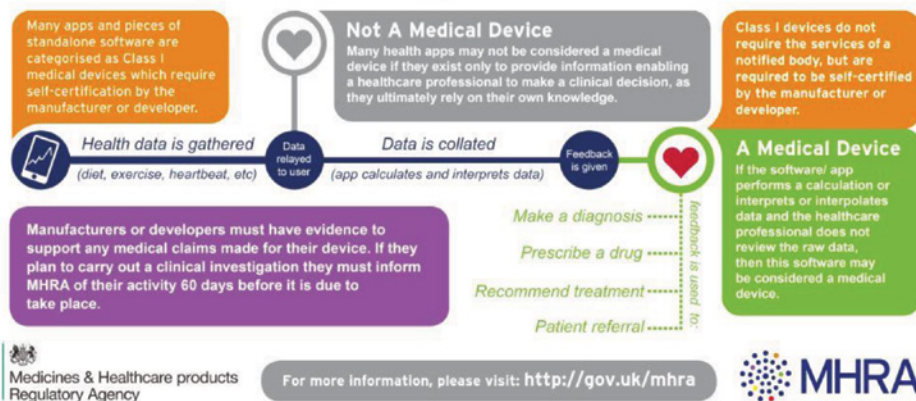 Many apps and pieces of
standalone software are
categorised as Class I
medical devices which require
self-certification by the
manufacturer or developer.
Not A Medical Device
Many health apps may not be considered a medical
device if they exist only to provide information enabling
a healthcare professional to make a clinical decision, as
they ultimately rely on their own knowledge.
Class I devices do not
require the services of a
notified body, but are
required to be self-certified
by the manufacturer or
developer.
Health data is gathered
(diet, exercise, heartbeat, etc)
Data
relayed
to user
Data is collated
(app calculates and interprets data)
Feedback
is given
A Medical Device
If the software/ app
performs a calculation or
interprets or interpolates
data and the healthcare
professional does not
review the raw data,
then this software may
be considered a medical
device.
feedback is used to:
Make a diagnosis
Prescribe a drug
Recommend treatment
Patient referral
Manufacturers or developers must have evidence to
support any medical claims made for their device. If they
plan to carry out a clinical investigation they must inform
MHRA of their activity 60 days before it is due to
take place.
Medicines & Healthcare products
Regulatory Agency
For more information, please visit: http://gov.uk/mhra
MHRA